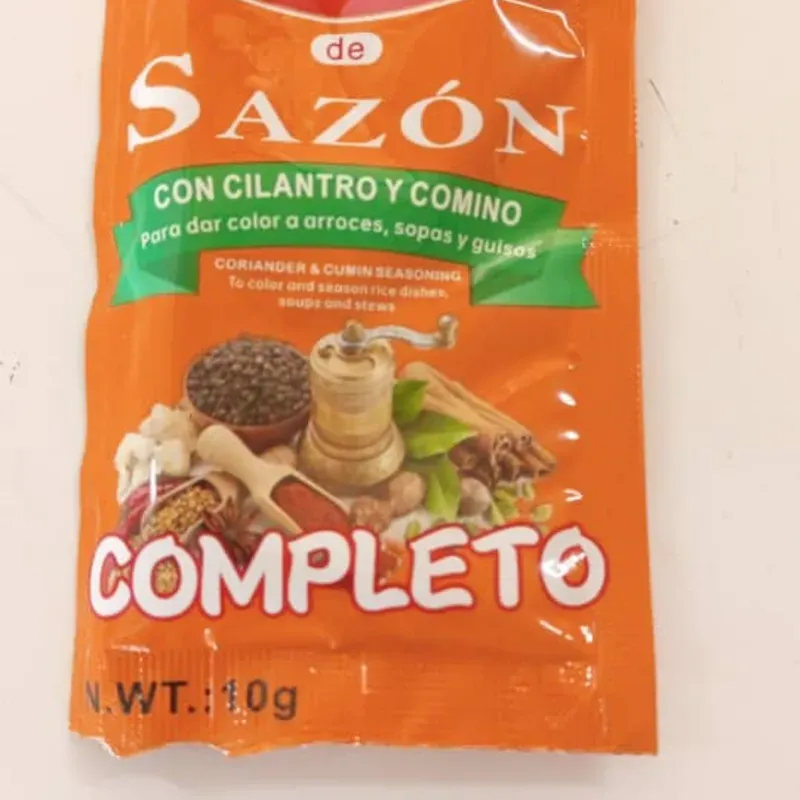 de
SAZÓN
CON CILANTRO Y COMINO
Para dar color a arroces, sopas y guisos
CORIANDER & CUMIN SEASONING
To color and season rice dishes,
soups and stews
COMPLETO
N.WT.:10g